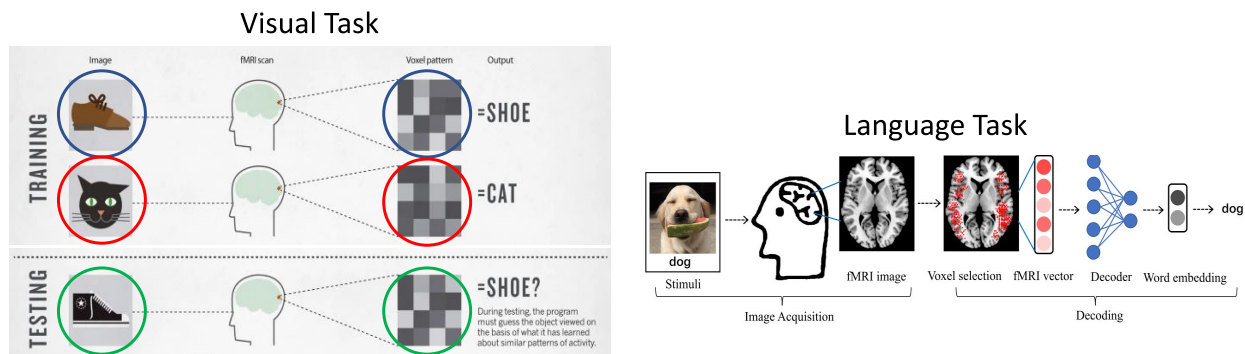 Visual Task
Image
fMRI scan
Voxel pattern
Output
TRAINING
=SHOE
=CAT
TESTING
=SHOE?
During testing, the program
must guess the object viewed on
the basis of what it has learned
about similar patterns of activity.
Language Task
dog
Stimuli
fMRI image
Image Acquisition
Voxel selection
fMRI vector
Decoder
Word embedding
dog
Decoding